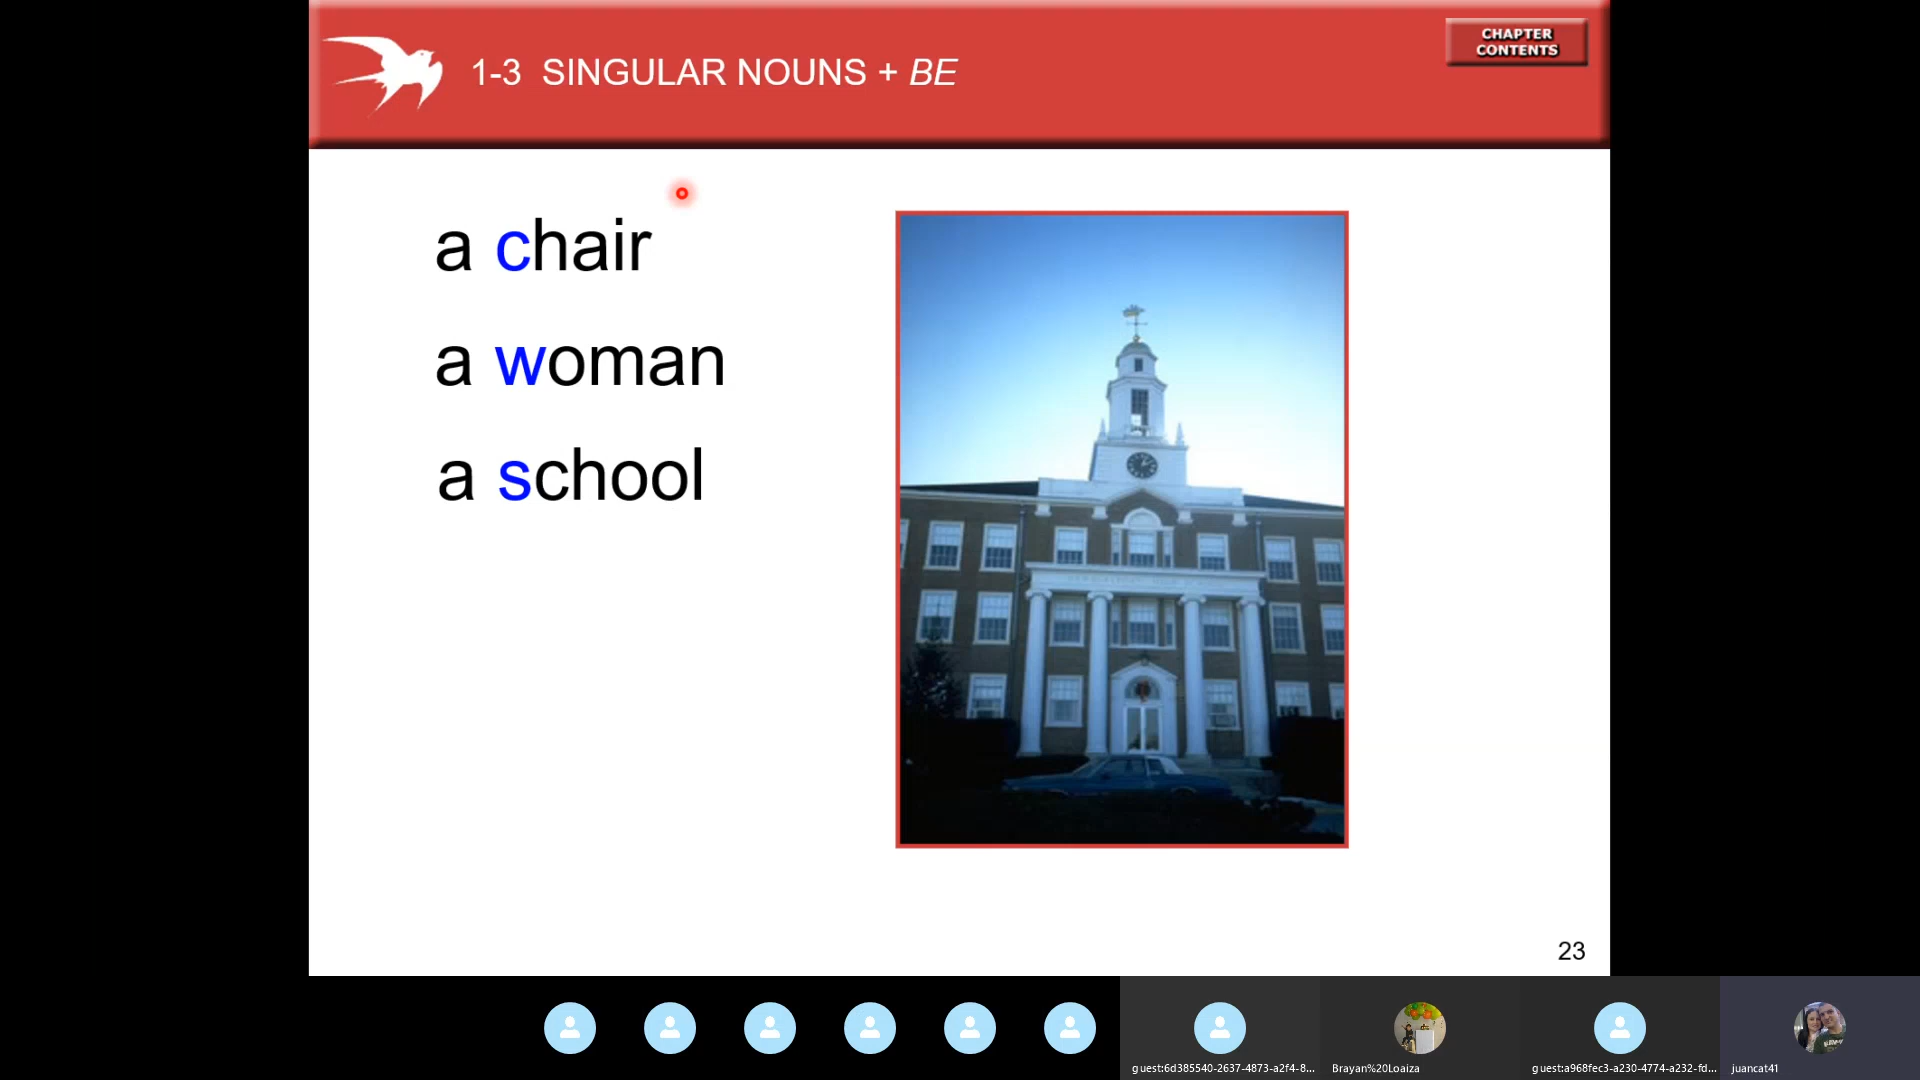 1-3 SINGULAR NOUNS + BE
CHAPTER
CONTENTS
a chair
a woman
a school
23
guest:6d385540-2637-4873-a2f4-8...
Brayan%20Loaiza
guest:a968fec3-a230-4774-a232-fd...
juancat41